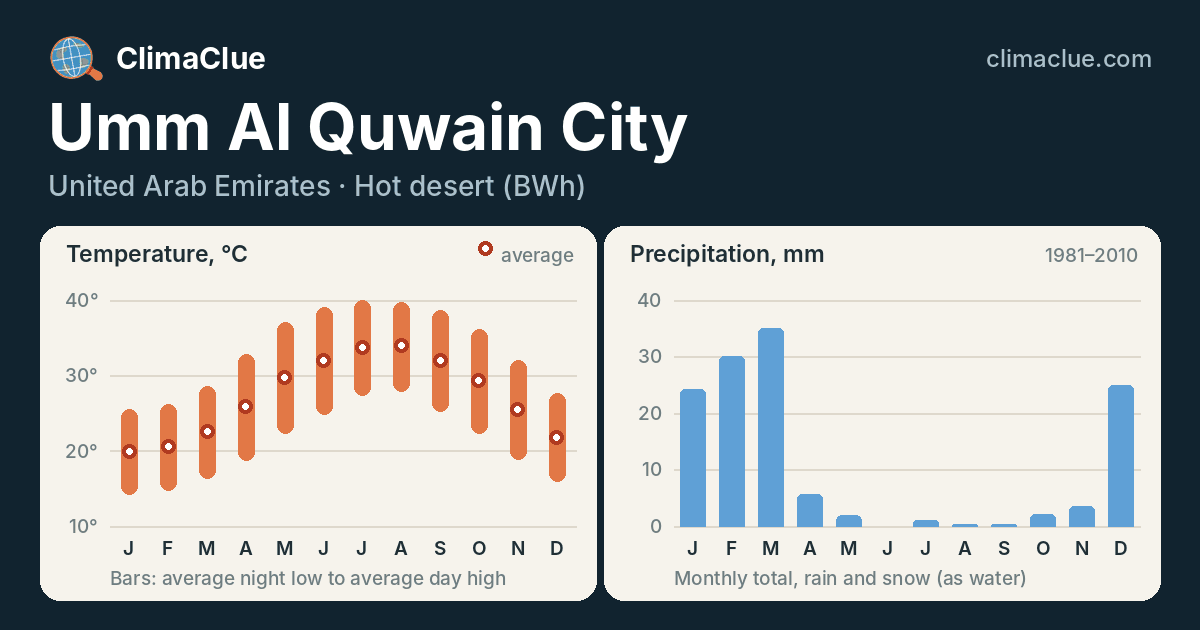 ClimaClue
climaclue.com
Umm Al Quwain City
United Arab Emirates · Hot desert (BWh)
Temperature, °C
average
40°
30°
20°
10°
J F M A M J J A S O N D
Bars: average night low to average day high
Precipitation, mm
1981–2010
40
30
20
10
0
J F M A M J J A S O N D
Monthly total, rain and snow (as water)